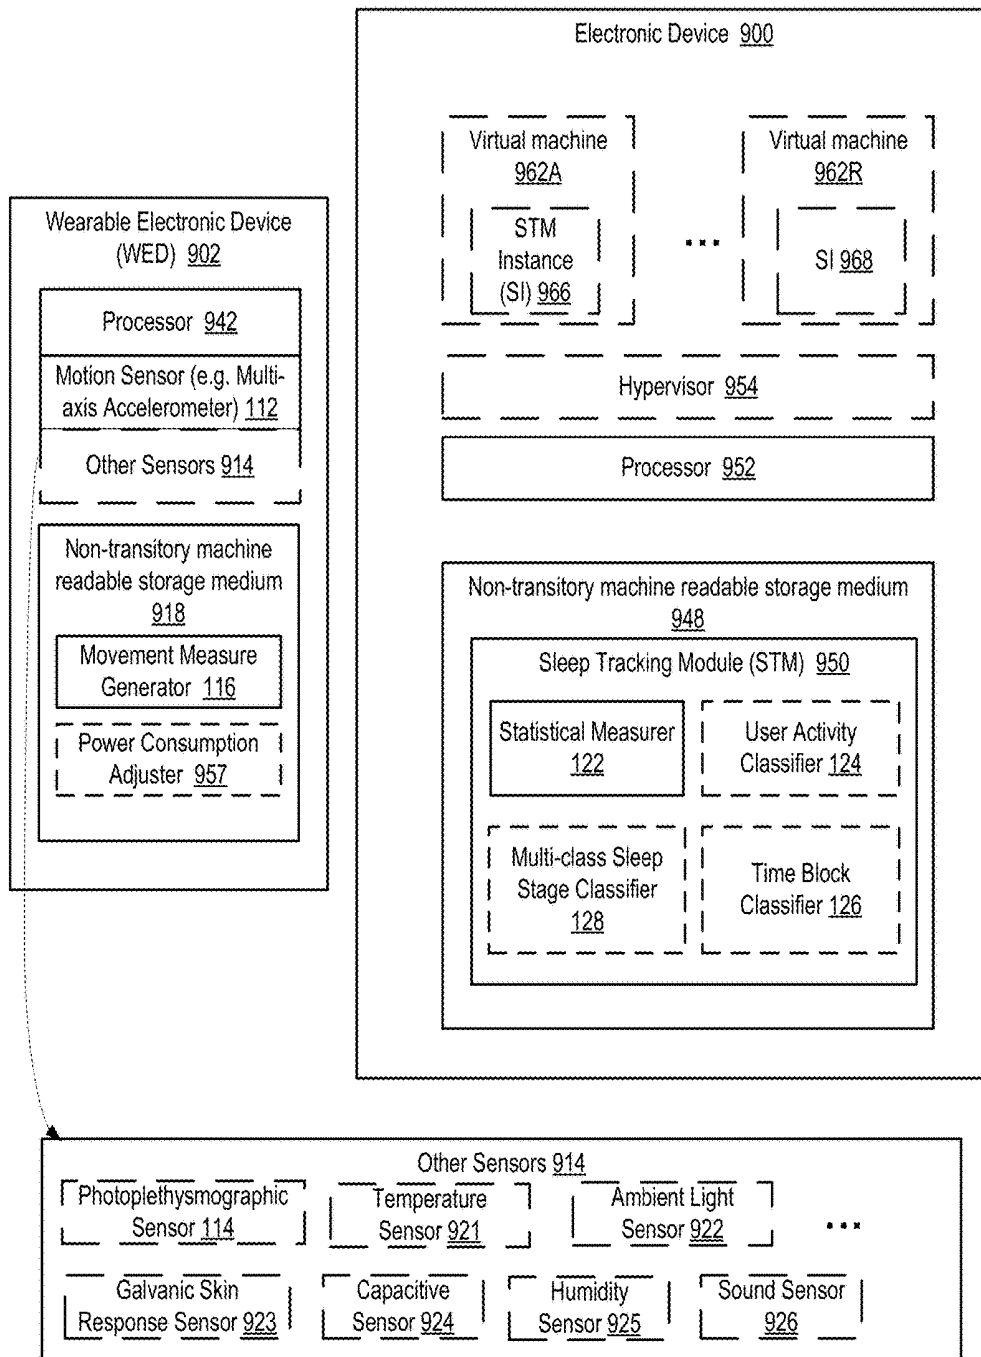 Electronic Device 900
Virtual machine
962A
STM
Instance
(SI) 966
...
Virtual machine
962R
SI 968
Hypervisor 954
Processor 952
Non-transitory machine readable storage medium
948
Sleep Tracking Module (STM) 950
Statistical Measurer
122
User Activity
Classifier 124
Multi-class Sleep
Stage Classifier
128
Time Block
Classifier 126
Wearable Electronic Device
(WED) 902
Processor 942
Motion Sensor (e.g. Multi-
axis Accelerometer) 112
Other Sensors 914
Non-transitory machine
readable storage medium
918
Movement Measure
Generator 116
Power Consumption
Adjuster 957
Other Sensors 914
Photoplethysmographic
Sensor 114
Temperature
Sensor 921
Ambient Light
Sensor 922
...
Galvanic Skin
Response Sensor 923
Capacitive
Sensor 924
Humidity
Sensor 925
Sound Sensor
926